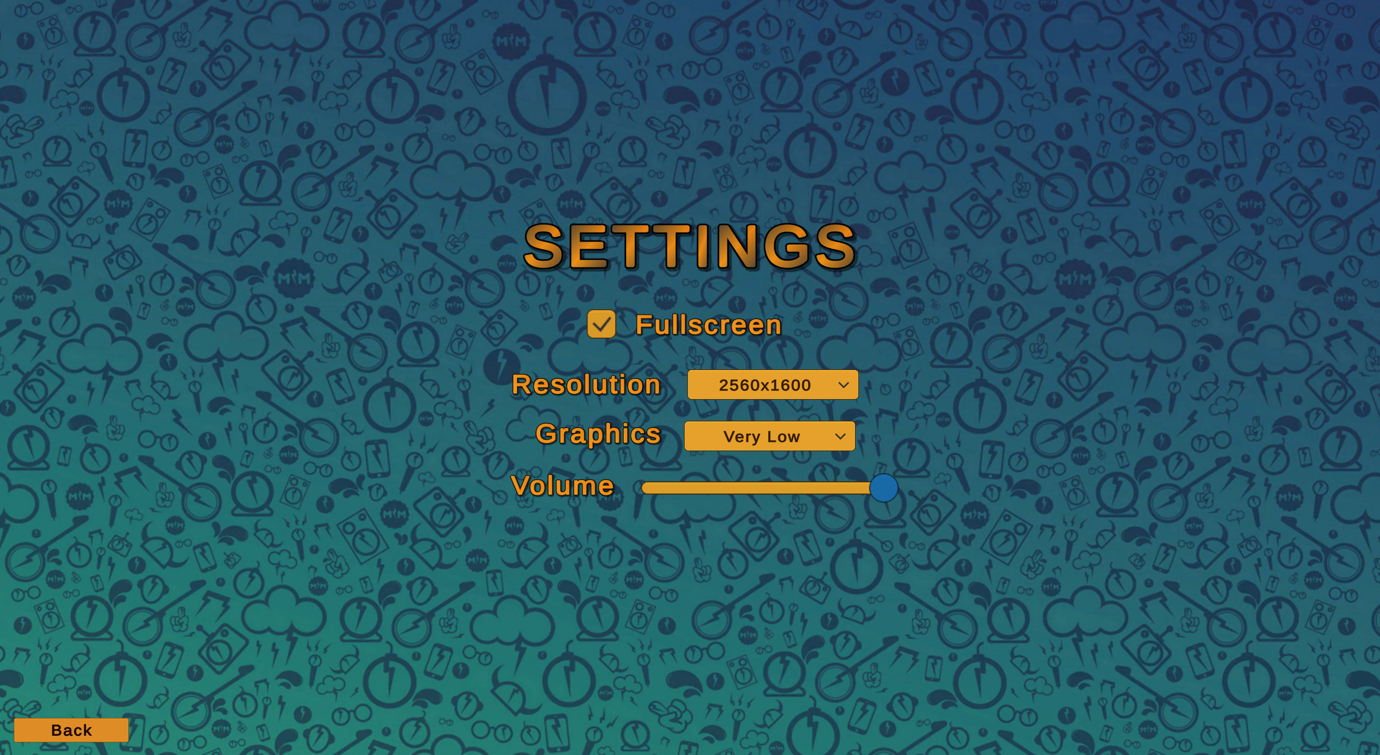 SETTINGS
Fullscreen
Resolution 2560x1600
Graphics Very Low
Volume
Back